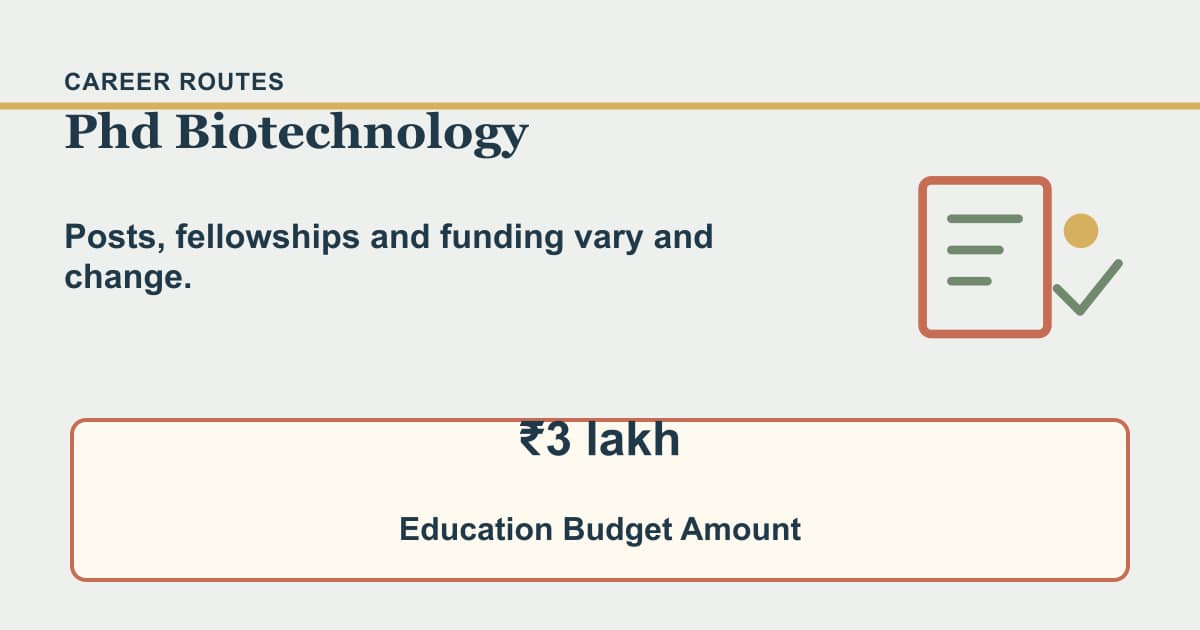 CAREER ROUTES
Phd Biotechnology
Posts, fellowships and funding vary and
change.
₹3 lakh
Education Budget Amount